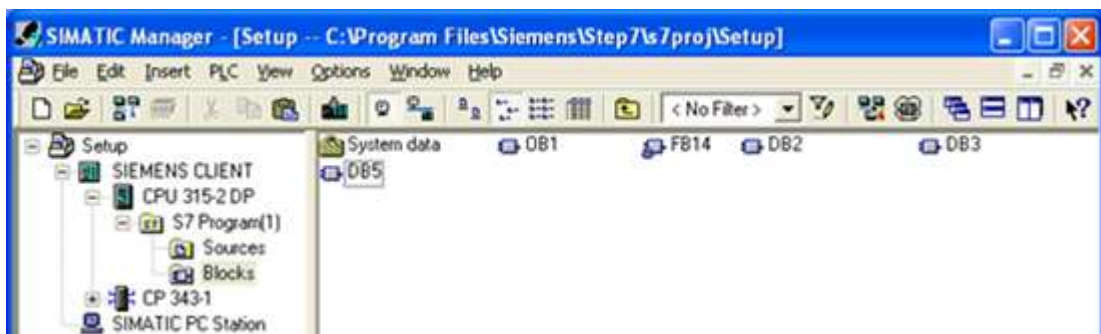 SIMATIC Manager - [Setup -- C:\Program Files\Siemens\Step7\s7proj\Setup]
File Edit Insert PLC View Options Window Help
< No Filter >
Setup
SIEMENS CLIENT
CPU 315-2 DP
S7 Program(1)
Sources
Blocks
CP 343-1
SIMATIC PC Station
System data OB1 FB14 DB2 DB3
DB5